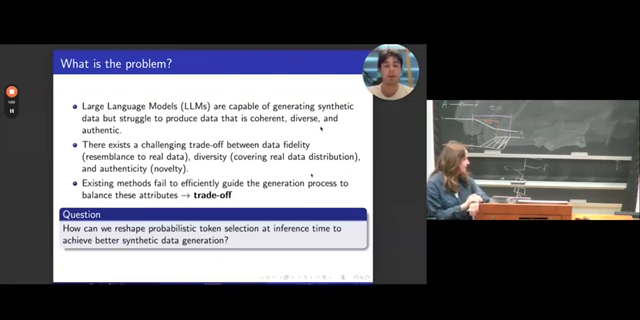 What is the problem?
Large Language Models (LLMs) are capable of generating synthetic
data but struggle to produce data that is coherent, diverse, and
authentic.
There exists a challenging trade-off between data fidelity
(resemblance to real data), diversity (covering real data distribution),
and authenticity (novelty).
Existing methods fail to efficiently guide the generation process to
balance these attributes → trade-off
Question
How can we reshape probabilistic token selection at inference time to
achieve better synthetic data generation?